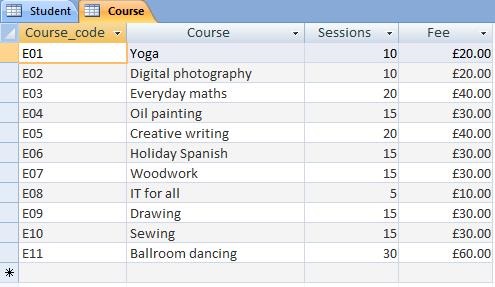 Student Course
Course_code Course Sessions Fee
E01 Yoga 10 £20.00
E02 Digital photography 10 £20.00
E03 Everyday maths 20 £40.00
E04 Oil painting 15 £30.00
E05 Creative writing 20 £40.00
E06 Holiday Spanish 15 £30.00
E07 Woodwork 15 £30.00
E08 IT for all 5 £10.00
E09 Drawing 15 £30.00
E10 Sewing 15 £30.00
E11 Ballroom dancing 30 £60.00